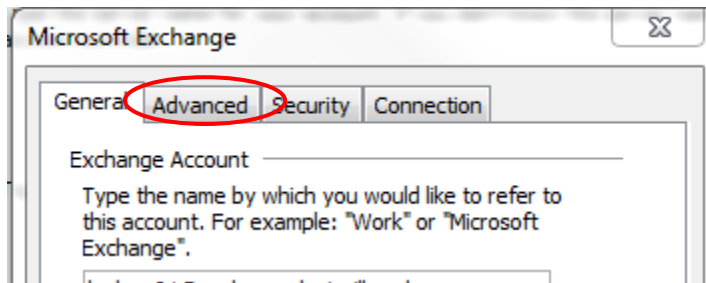 Microsoft Exchange
General Advanced Security Connection
Exchange Account
Type the name by which you would like to refer to
this account. For example: "Work" or "Microsoft
Exchange".